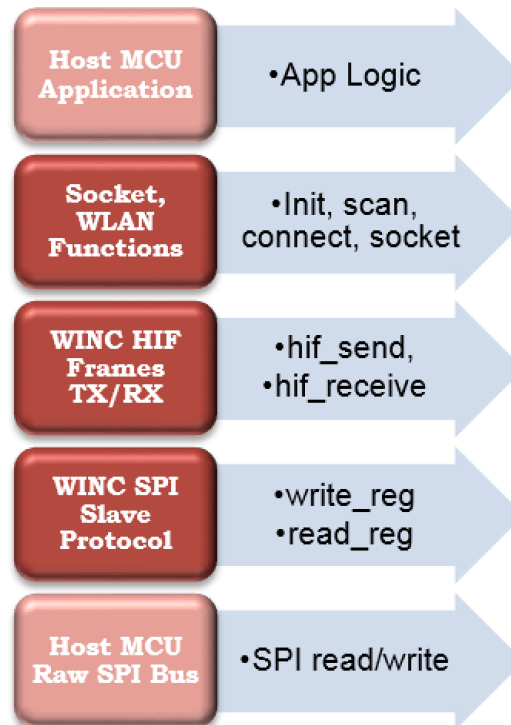 Host MCU
Application
•App Logic
Socket,
WLAN
Functions
•Init, scan,
connect, socket
WINC HIF
Frames
TX/RX
•hif_send,
•hif_receive
WINC SPI
Slave
Protocol
•write_reg
•read_reg
Host MCU
Raw SPI Bus
•SPI read/write